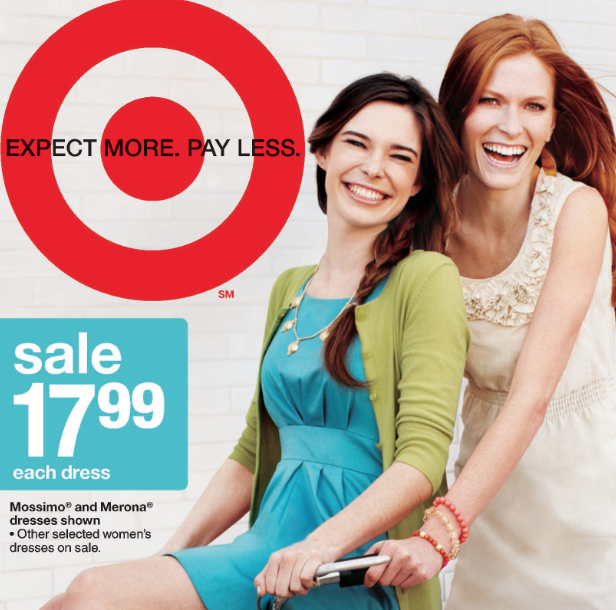 EXPECT MORE. PAY LESS.
SM
sale
1799
each dress
Mossimo® and Merona®
dresses shown
• Other selected women's
dresses on sale.